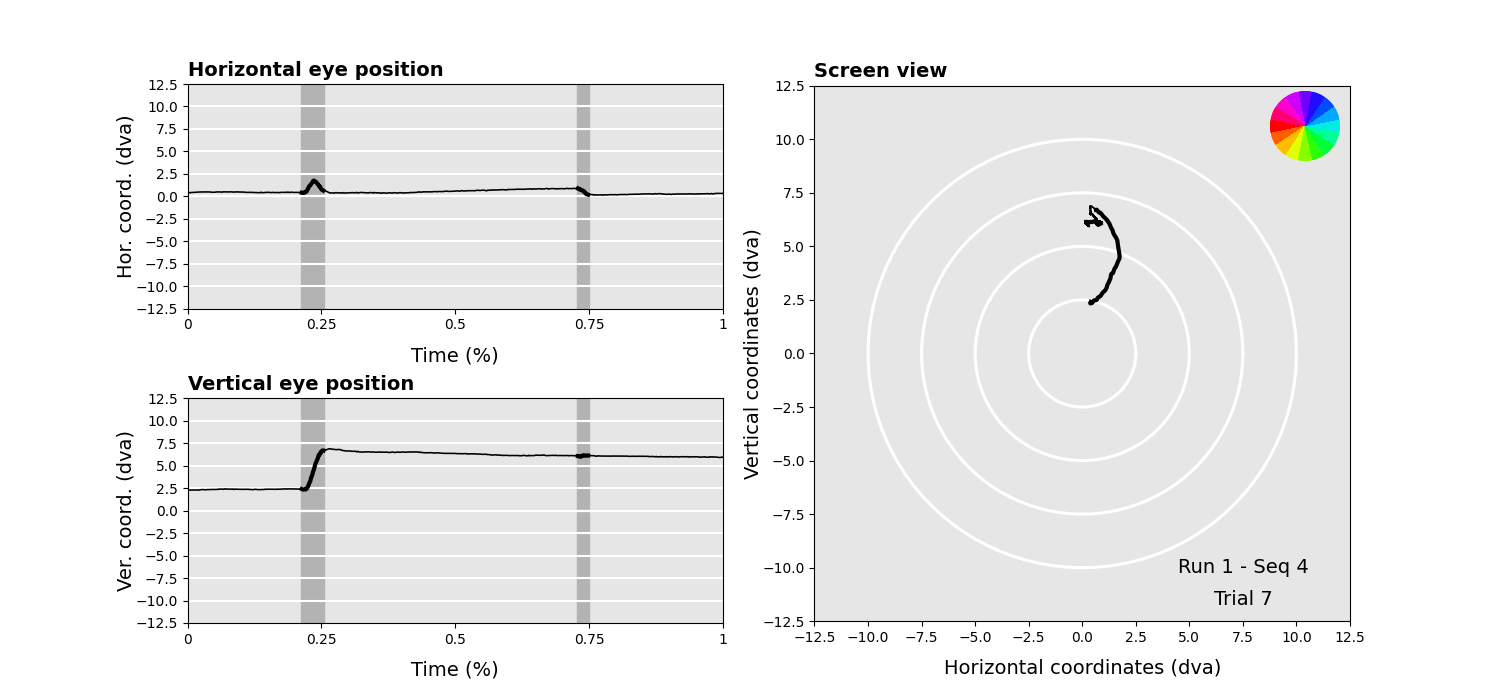 Horizontal eye position
Hor. coord. (dva)
12.5
10.0
7.5
5.0
2.5
0.0
−2.5
−5.0
−7.5
−10.0
−12.5
0 0.25 0.5 0.75 1
Time (%)
Vertical eye position
Ver. coord. (dva)
12.5
10.0
7.5
5.0
2.5
0.0
−2.5
−5.0
−7.5
−10.0
−12.5
0 0.25 0.5 0.75 1
Time (%)
Screen view
Vertical coordinates (dva)
12.5
10.0
7.5
5.0
2.5
0.0
−2.5
−5.0
−7.5
−10.0
−12.5
Run 1 - Seq 4
Trial 7
−12.5 −10.0 −7.5 −5.0 −2.5 0.0 2.5 5.0 7.5 10.0 12.5
Horizontal coordinates (dva)